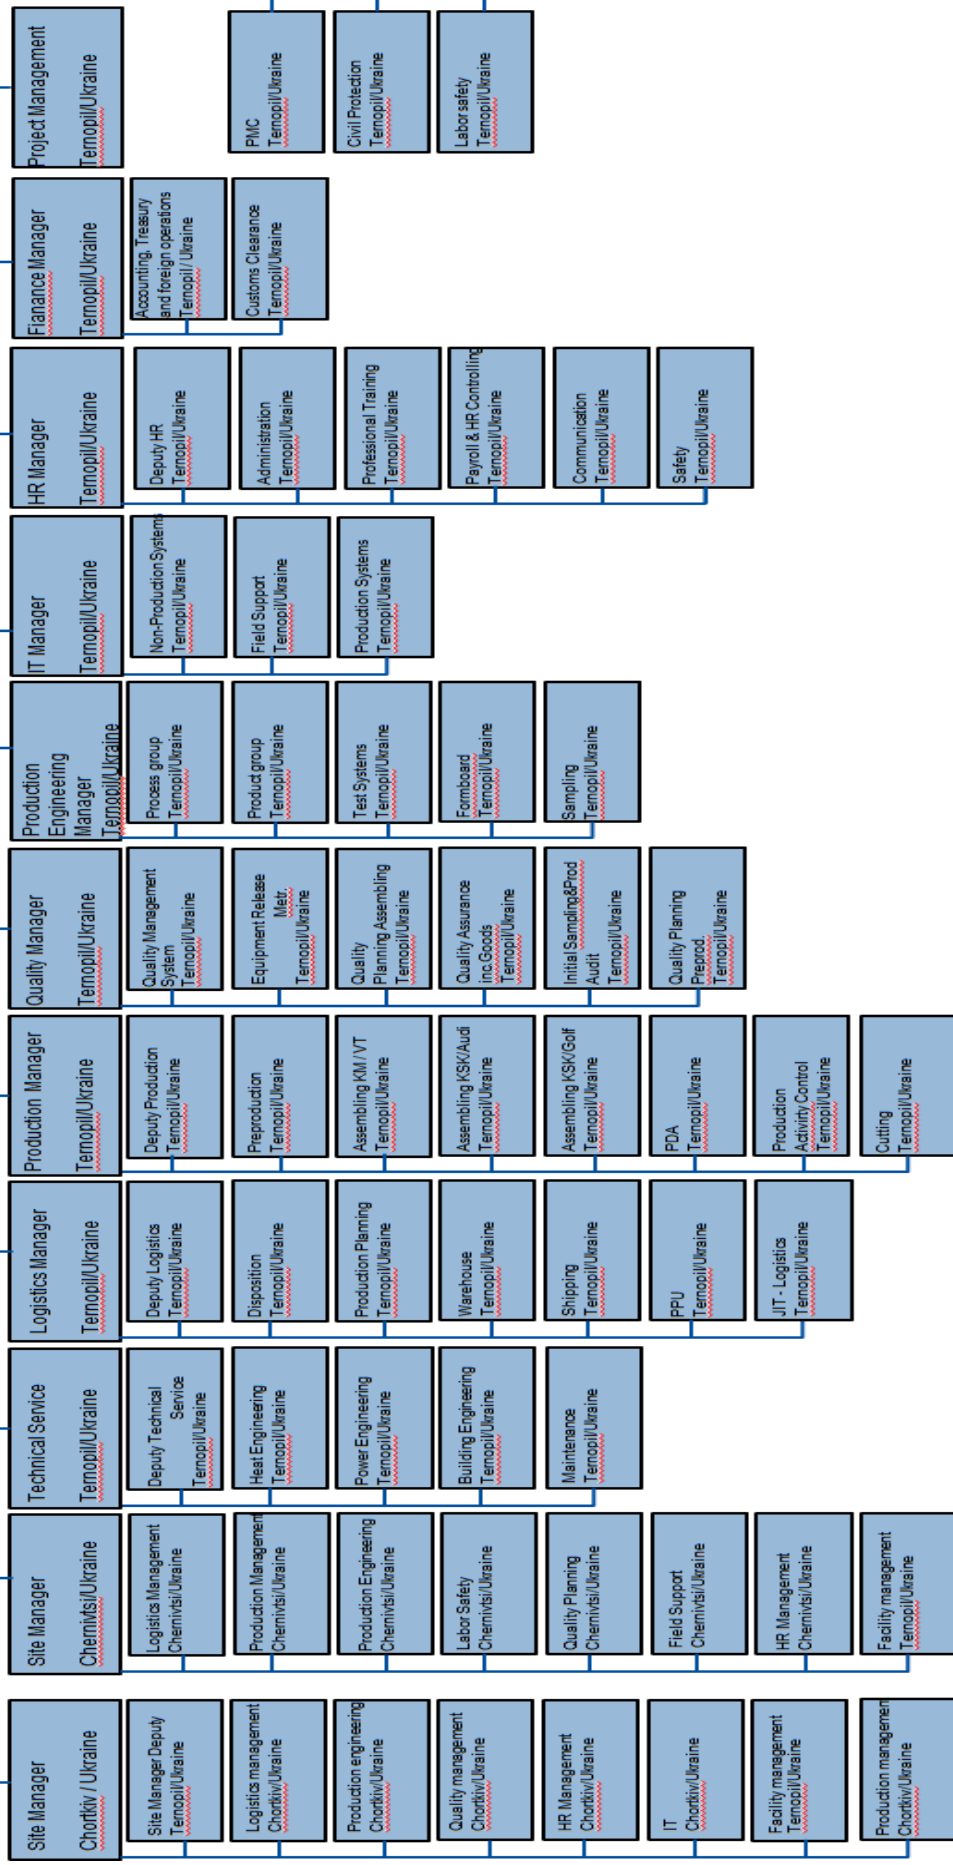 Site Manager
Chortkiv / Ukraine
Site Manager Deputy
Ternopil/Ukraine
Logistics management
Chortkiv/Ukraine
Production engineering
Chortkiv/Ukraine
Quality management
Chortkiv/Ukraine
HR Management
Chortkiv/Ukraine
IT
Chortkiv/Ukraine
Facility management
Ternopil/Ukraine
Production managemen
Chortkiv/Ukraine
Site Manager
Chernivtsi/Ukraine
Logistics Management
Chernivtsi/Ukraine
Production Management
Chernivtsi/Ukraine
Production Engineering
Chernivtsi/Ukraine
Labor Safety
Chernivtsi/Ukraine
Quality Planning
Chernivtsi/Ukraine
Field Support
Chernivtsi/Ukraine
HR Management
Chernivtsi/Ukraine
Facility management
Ternopil/Ukraine
Technical Service
Ternopil/Ukraine
Deputy Technical
Service
Ternopil/Ukraine
Heat Engineering
Ternopil/Ukraine
Power Engineering
Ternopil/Ukraine
Building Engineering
Ternopil/Ukraine
Maintenance
Ternopil/Ukraine
Logistics Manager
Ternopil/Ukraine
Deputy Logistics
Ternopil/Ukraine
Disposition
Ternopil/Ukraine
Production Planning
Ternopil/Ukraine
Warehouse
Ternopil/Ukraine
Shipping
Ternopil/Ukraine
PPU
Ternopil/Ukraine
JIT - Logistics
Ternopil/Ukraine
Production Manager
Ternopil/Ukraine
Deputy Production
Ternopil/Ukraine
Preproduction
Ternopil/Ukraine
Assembling KM / VT
Ternopil/Ukraine
Assembling KSK/Audi
Ternopil/Ukraine
Assembling KSK/Golf
Ternopil/Ukraine
PDA
Ternopil/Ukraine
Production
Activirty Control
Ternopil/Ukraine
Cutting
Ternopil/Ukraine
Quality Manager
Ternopil/Ukraine
Quality Management
System
Ternopil/Ukraine
Equipment Release
Metr.
Ternopil/Ukraine
Quality
Planning Assembling
Ternopil/Ukraine
Quality Assurance
inc.Goods
Ternopil/Ukraine
InitialSampling&Prod
Audit
Ternopil/Ukraine
Quality Planning
Preprod.
Ternopil/Ukraine
Production
Engineering
Manager
Ternopil/Ukraine
Process group
Ternopil/Ukraine
Product group
Ternopil/Ukraine
Test Systems
Ternopil/Ukraine
Formboard
Ternopil/Ukraine
Sampling
Ternopil/Ukraine
IT Manager
Ternopil/Ukraine
Non-Production Systems
Ternopil/Ukraine
Field Support
Ternopil/Ukraine
Production Systems
Ternopil/Ukraine
HR Manager
Ternopil/Ukraine
Deputy HR
Ternopil/Ukraine
Administration
Ternopil/Ukraine
Professional Training
Ternopil/Ukraine
Payroll & HR Controlling
Ternopil/Ukraine
Communication
Ternopil/Ukraine
Safety
Ternopil/Ukraine
Fianance Manager
Ternopil/Ukraine
Accounting, Treasury
and foreign operations
Ternopil / Ukraine
Customs Clearance
Ternopil/Ukraine
Project Management
Ternopil/Ukraine
PMC
Ternopil/Ukraine
Civil Protection
Ternopil/Ukraine
Labor safety
Ternopil/Ukraine